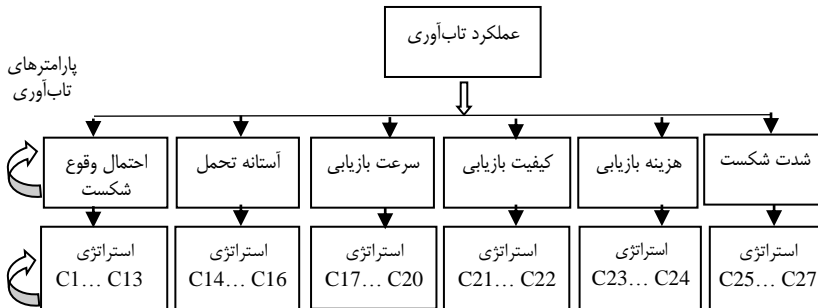 عملکرد تاب‌آوری
پارامترهای
تاب‌آوری
شدت شکست
هزینه بازیابی
کیفیت بازیابی
سرعت بازیابی
آستانه تحمل
احتمال وقوع
شکست
استراتژی
C25… C27
استراتژی
C23… C24
استراتژی
C21… C22
استراتژی
C17… C20
استراتژی
C14… C16
استراتژی
C1… C13